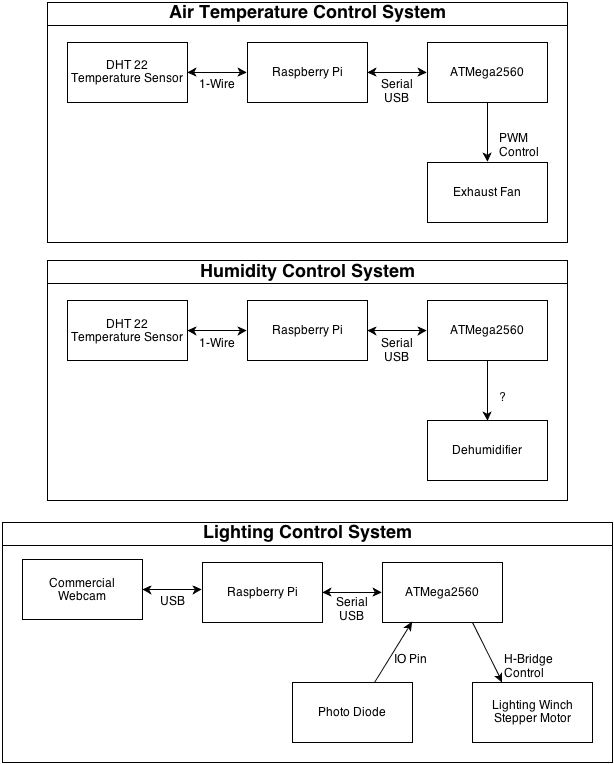 Air Temperature Control System
DHT 22
Temperature Sensor
1-Wire
Raspberry Pi
Serial
USB
ATMega2560
PWM
Control
Exhaust Fan
Humidity Control System
DHT 22
Temperature Sensor
1-Wire
Raspberry Pi
Serial
USB
ATMega2560
?
Dehumidifier
Lighting Control System
Commercial
Webcam
USB
Raspberry Pi
Serial
USB
ATMega2560
IO Pin
H-Bridge
Control
Photo Diode
Lighting Winch
Stepper Motor